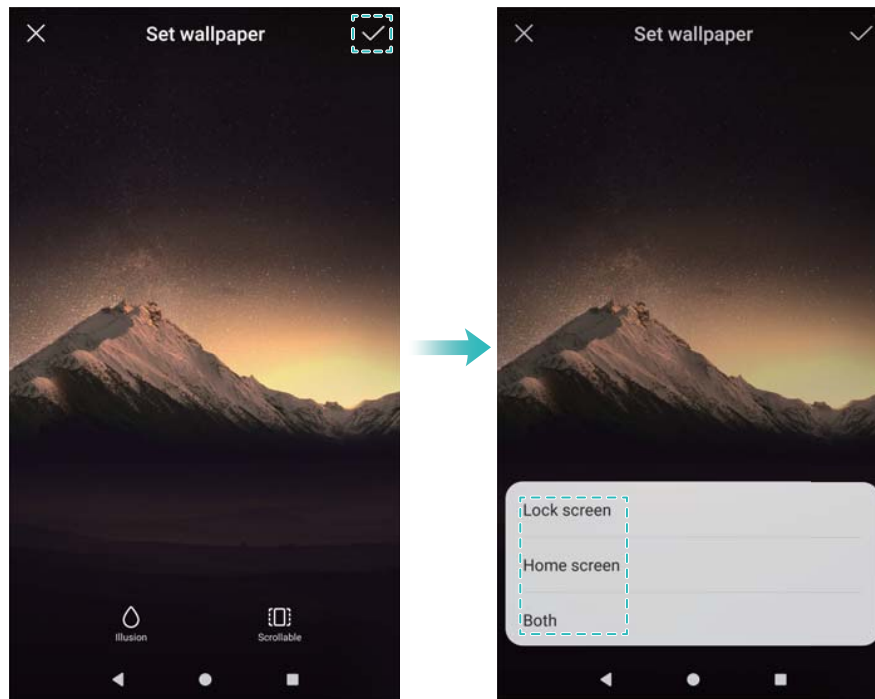 Set wallpaper
Illusion
Scrollable
Set wallpaper
Lock screen
Home screen
Both